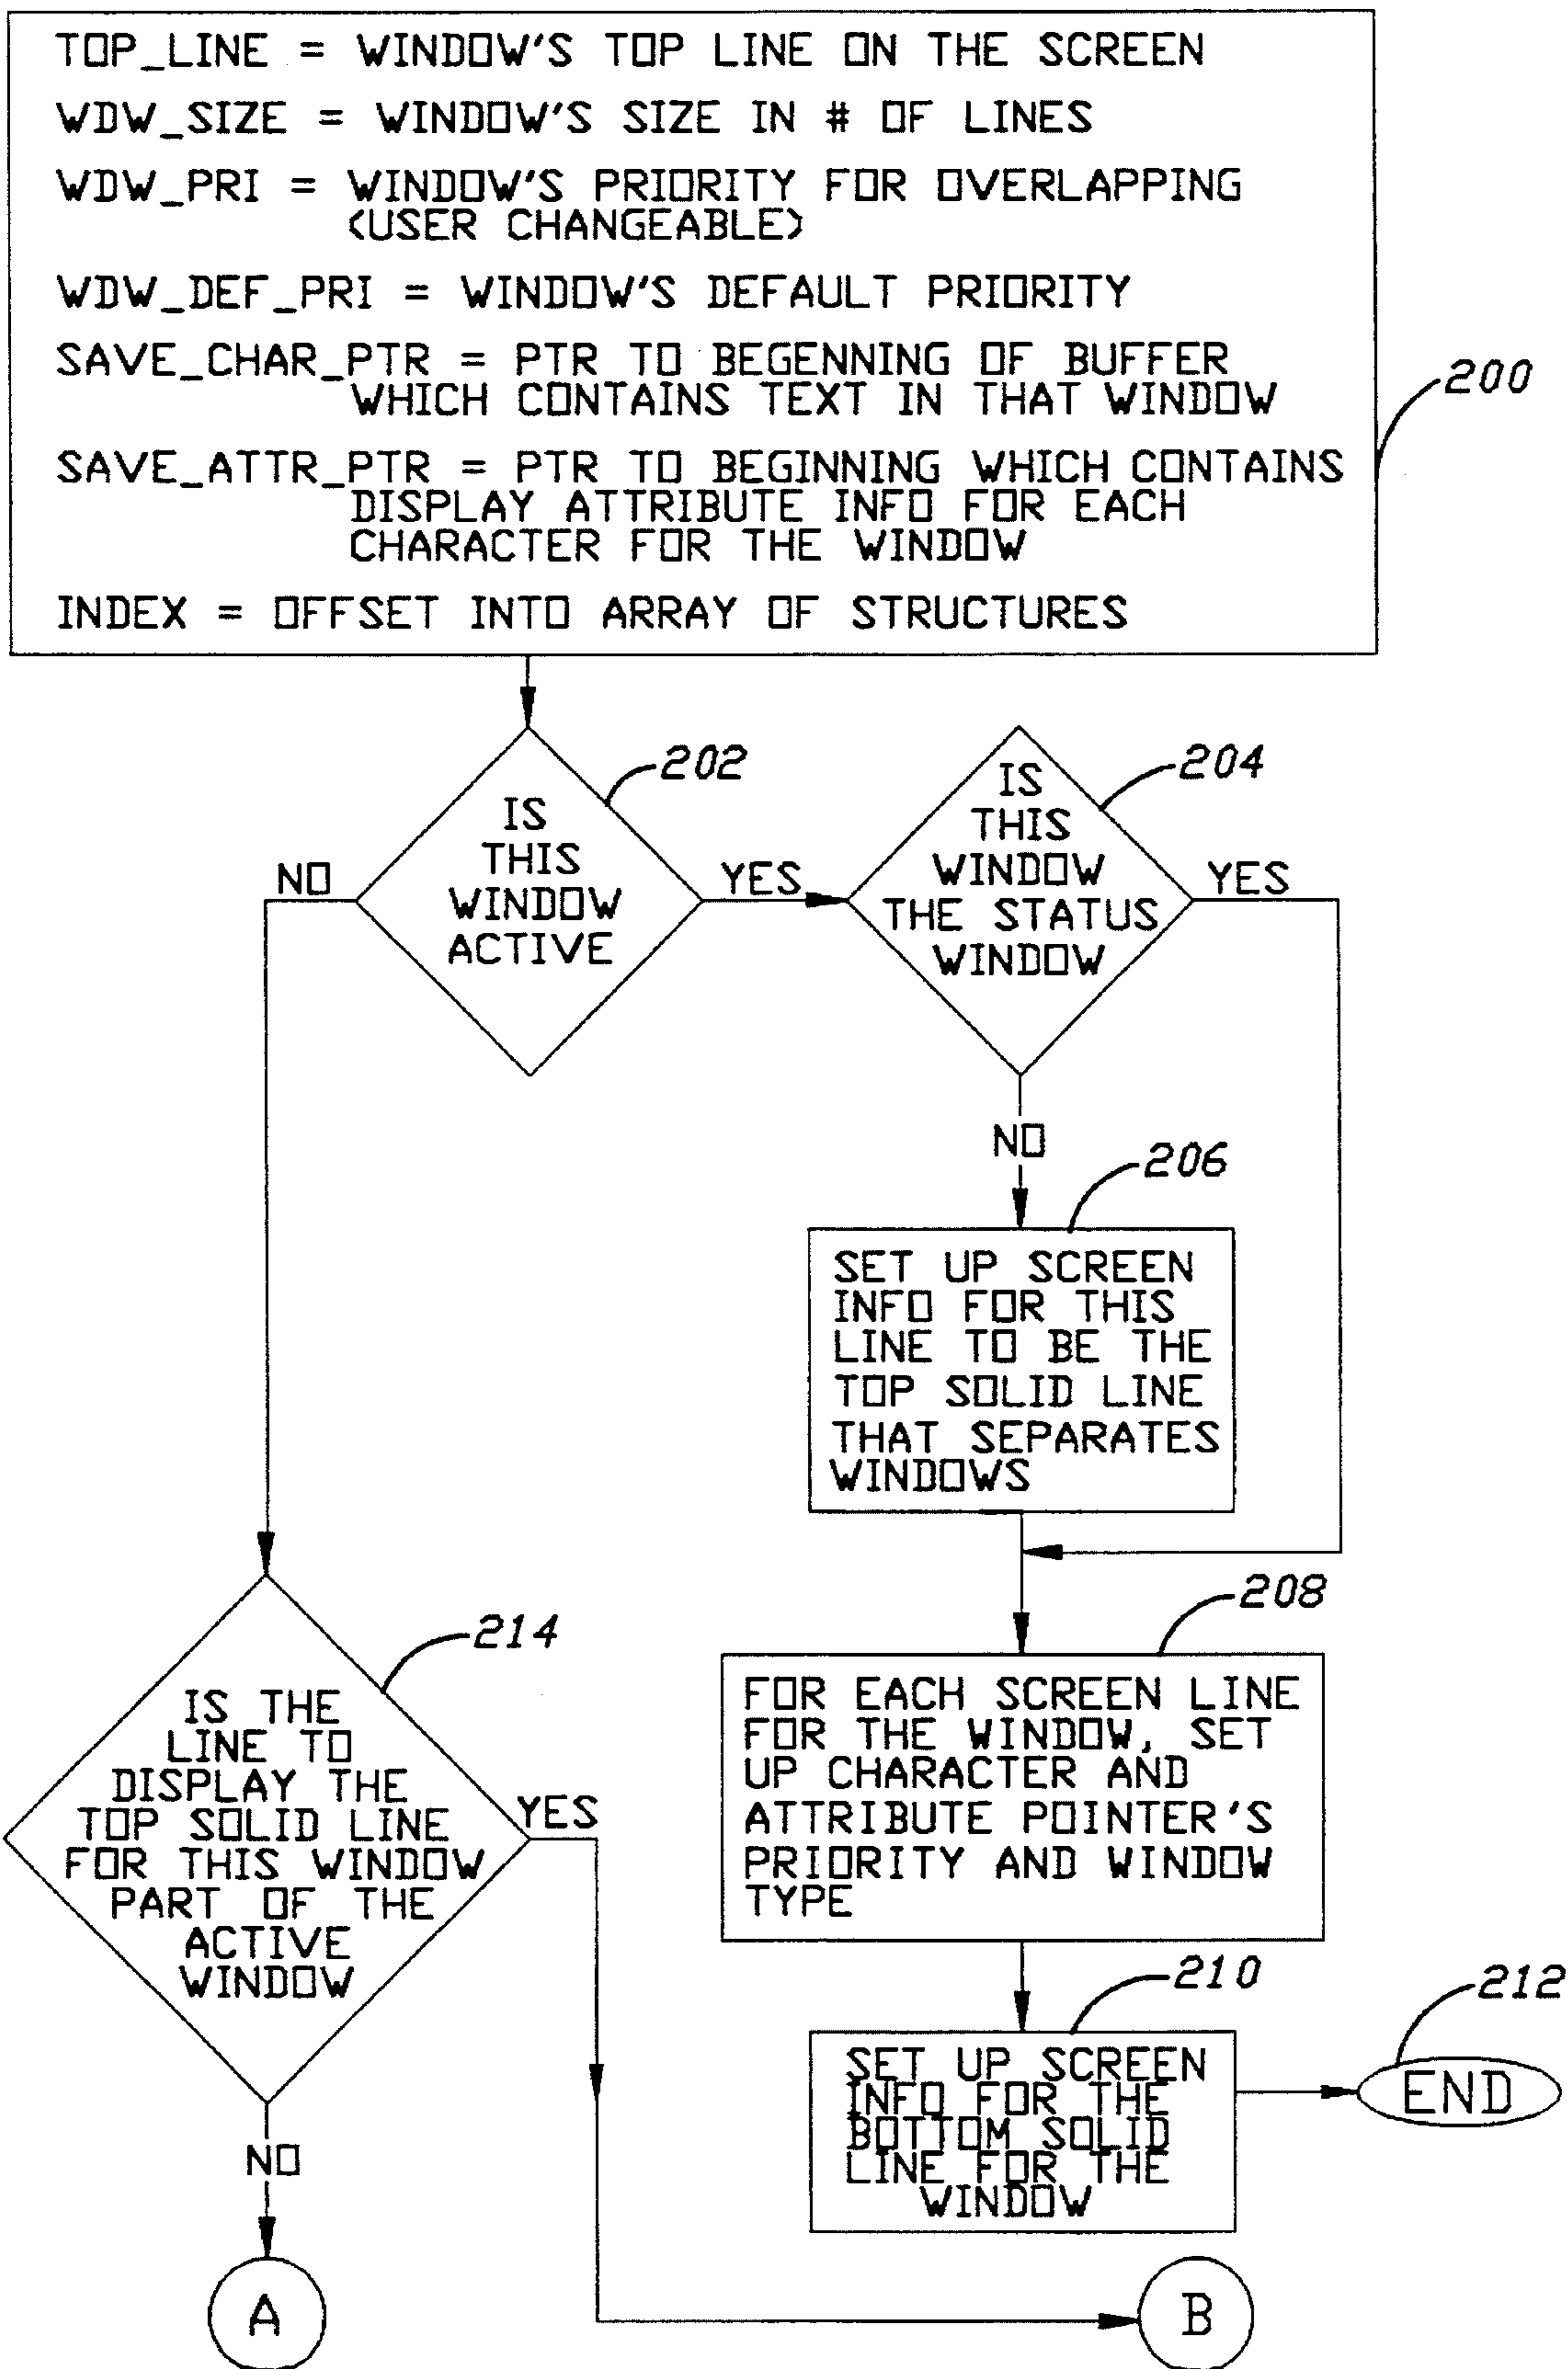 TOP_LINE = WINDOW'S TOP LINE ON THE SCREEN
WDW_SIZE = WINDOW'S SIZE IN # OF LINES
WDW_PRI = WINDOW'S PRIORITY FOR OVERLAPPING
(USER CHANGEABLE)
WDW_DEF_PRI = WINDOW'S DEFAULT PRIORITY
SAVE_CHAR_PTR = PTR TO BEGENNING OF BUFFER
WHICH CONTAINS TEXT IN THAT WINDOW
SAVE_ATTR_PTR = PTR TO BEGINNING WHICH CONTAINS
DISPLAY ATTRIBUTE INFO FOR EACH
CHARACTER FOR THE WINDOW
INDEX = OFFSET INTO ARRAY OF STRUCTURES
200
202
IS
THIS
WINDOW
ACTIVE
NO
YES
204
IS
THIS
WINDOW
THE STATUS
WINDOW
YES
NO
206
SET UP SCREEN
INFO FOR THIS
LINE TO BE THE
TOP SOLID LINE
THAT SEPARATES
WINDOWS
208
FOR EACH SCREEN LINE
FOR THE WINDOW, SET
UP CHARACTER AND
ATTRIBUTE POINTER'S
PRIORITY AND WINDOW
TYPE
210
SET UP SCREEN
INFO FOR THE
BOTTOM SOLID
LINE FOR THE
WINDOW
212
END
214
IS THE
LINE TO
DISPLAY THE
TOP SOLID LINE
FOR THIS WINDOW
PART OF THE
ACTIVE
WINDOW
YES
NO
A
B